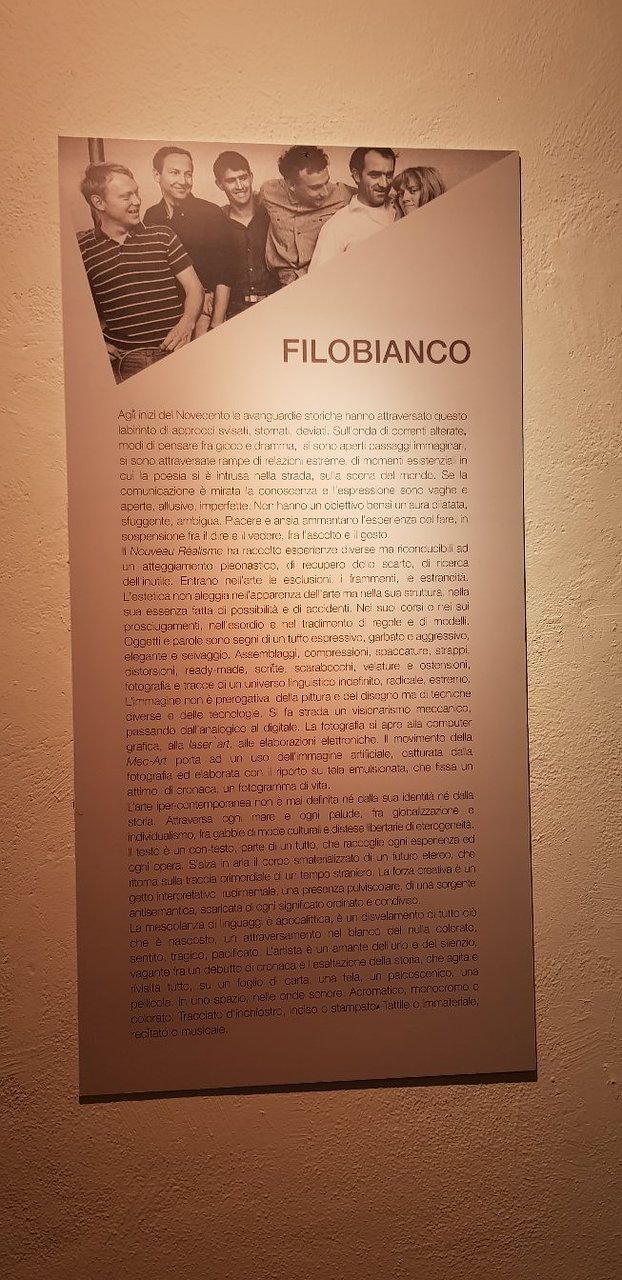 FILOBIANCO
Agli inizi del Novecento le avanguardie storiche hanno attraversato questo
labirinto di approcci svisati, stornati, deviati. Sull'onda di correnti alterate,
modi di pensare fra gioco e dramma, si sono aperti passaggi immaginari,
si sono attraversate rampe di relazioni estreme, di momenti esistenziali in
cui la poesia si è intrusa nella strada, sulla scena del mondo. Se la
comunicazione è mirata la conoscenza e l'espressione sono vaghe e
aperte, allusive, imperfette. Non hanno un obiettivo bensì un'aura dilatata,
sfuggente, ambigua. Piacere e ansia ammantano l'esperienza del fare, in
sospensione fra il dire e il vedere, fra l'ascolto e il gesto.
Il Nouveau Réalisme ha raccolto esperienze diverse ma riconducibili ad
un atteggiamento pleonastico, di recupero dello scarto, di ricerca
dell'inutile. Entrano nell'arte le esclusioni, i frammenti, le estraneità.
L'estetica non aleggia nell'apparenza dell'arte ma nella sua struttura, nella
sua essenza fatta di possibilità e di accidenti. Nei suoi corsi e nei sui
prosciugamenti, nell'esordio e nel tradimento di regole e di modelli.
Oggetti e parole sono segni di un tutto espressivo, garbato e aggressivo,
elegante e selvaggio. Assemblaggi, compressioni, spaccature, strappi,
distorsioni, ready-made, scritte, scarabocchi, velature e ostensioni,
fotografia e tracce di un universo linguistico indefinito, radicale, estremo.
L'immagine non è prerogativa della pittura e del disegno ma di tecniche
diverse e delle tecnologie. Si fa strada un visionarismo meccanico,
passando dall'analogico al digitale. La fotografia si apre alla computer
grafica, alla laser art, alle elaborazioni elettroniche. Il movimento della
Mec-Art porta ad un uso dell'immagine artificiale, catturata dalla
fotografia ed elaborata con il riporto su tela emulsionata, che fissa un
attimo di cronaca, un fotogramma di vita.
L'arte iper-contemporanea non è mai definita né dalla sua identità né dalla
storia. Attraversa ogni mare e ogni palude, fra globalizzazione e
individualismo, fra gabbie di mode culturali e distese libertarie di eterogeneità.
Il testo è un con-testo, parte di un tutto, che raccoglie ogni esperienza ed
ogni opera. S'alza in aria il corpo smaterializzato di un futuro etereo, che
ritorna sulla traccia primordiale di un tempo straniero. La forza creativa è un
getto interpretativo rudimentale, una presenza pulviscolare, di una sorgente
antisemantica, scaricata di ogni significato ordinato e condiviso.
La mescolanza di linguaggi è apocalittica, è un disvelamento di tutto ciò
che è nascosto, un attraversamento nel bianco del nulla colorato,
sentito, tragico, pacificato. L'artista è un amante dell'urlo e del silenzio,
vagante fra un debutto di cronaca e l'esaltazione della storia, che agita e
rivisita tutto, su un foglio di carta, una tela, un palcoscenico, una
pellicola. In uno spazio, nelle onde sonore. Acromatico, monocromo o
colorato. Tracciato d'inchiostro, inciso o stampato. Tattile o immateriale,
recitato o musicale.